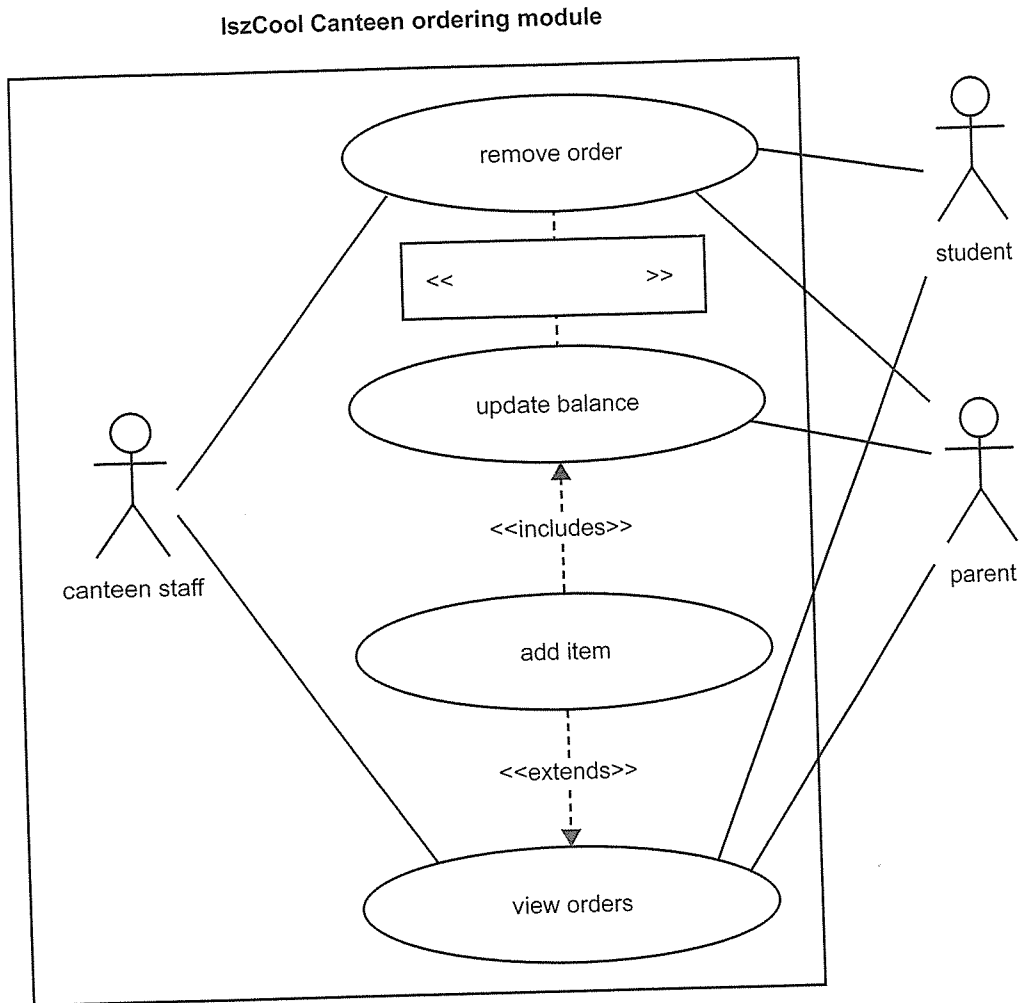 IszCool Canteen ordering module
remove order
student
<< >>
update balance
parent
<<includes>>
canteen staff
add item
<<extends>>
view orders